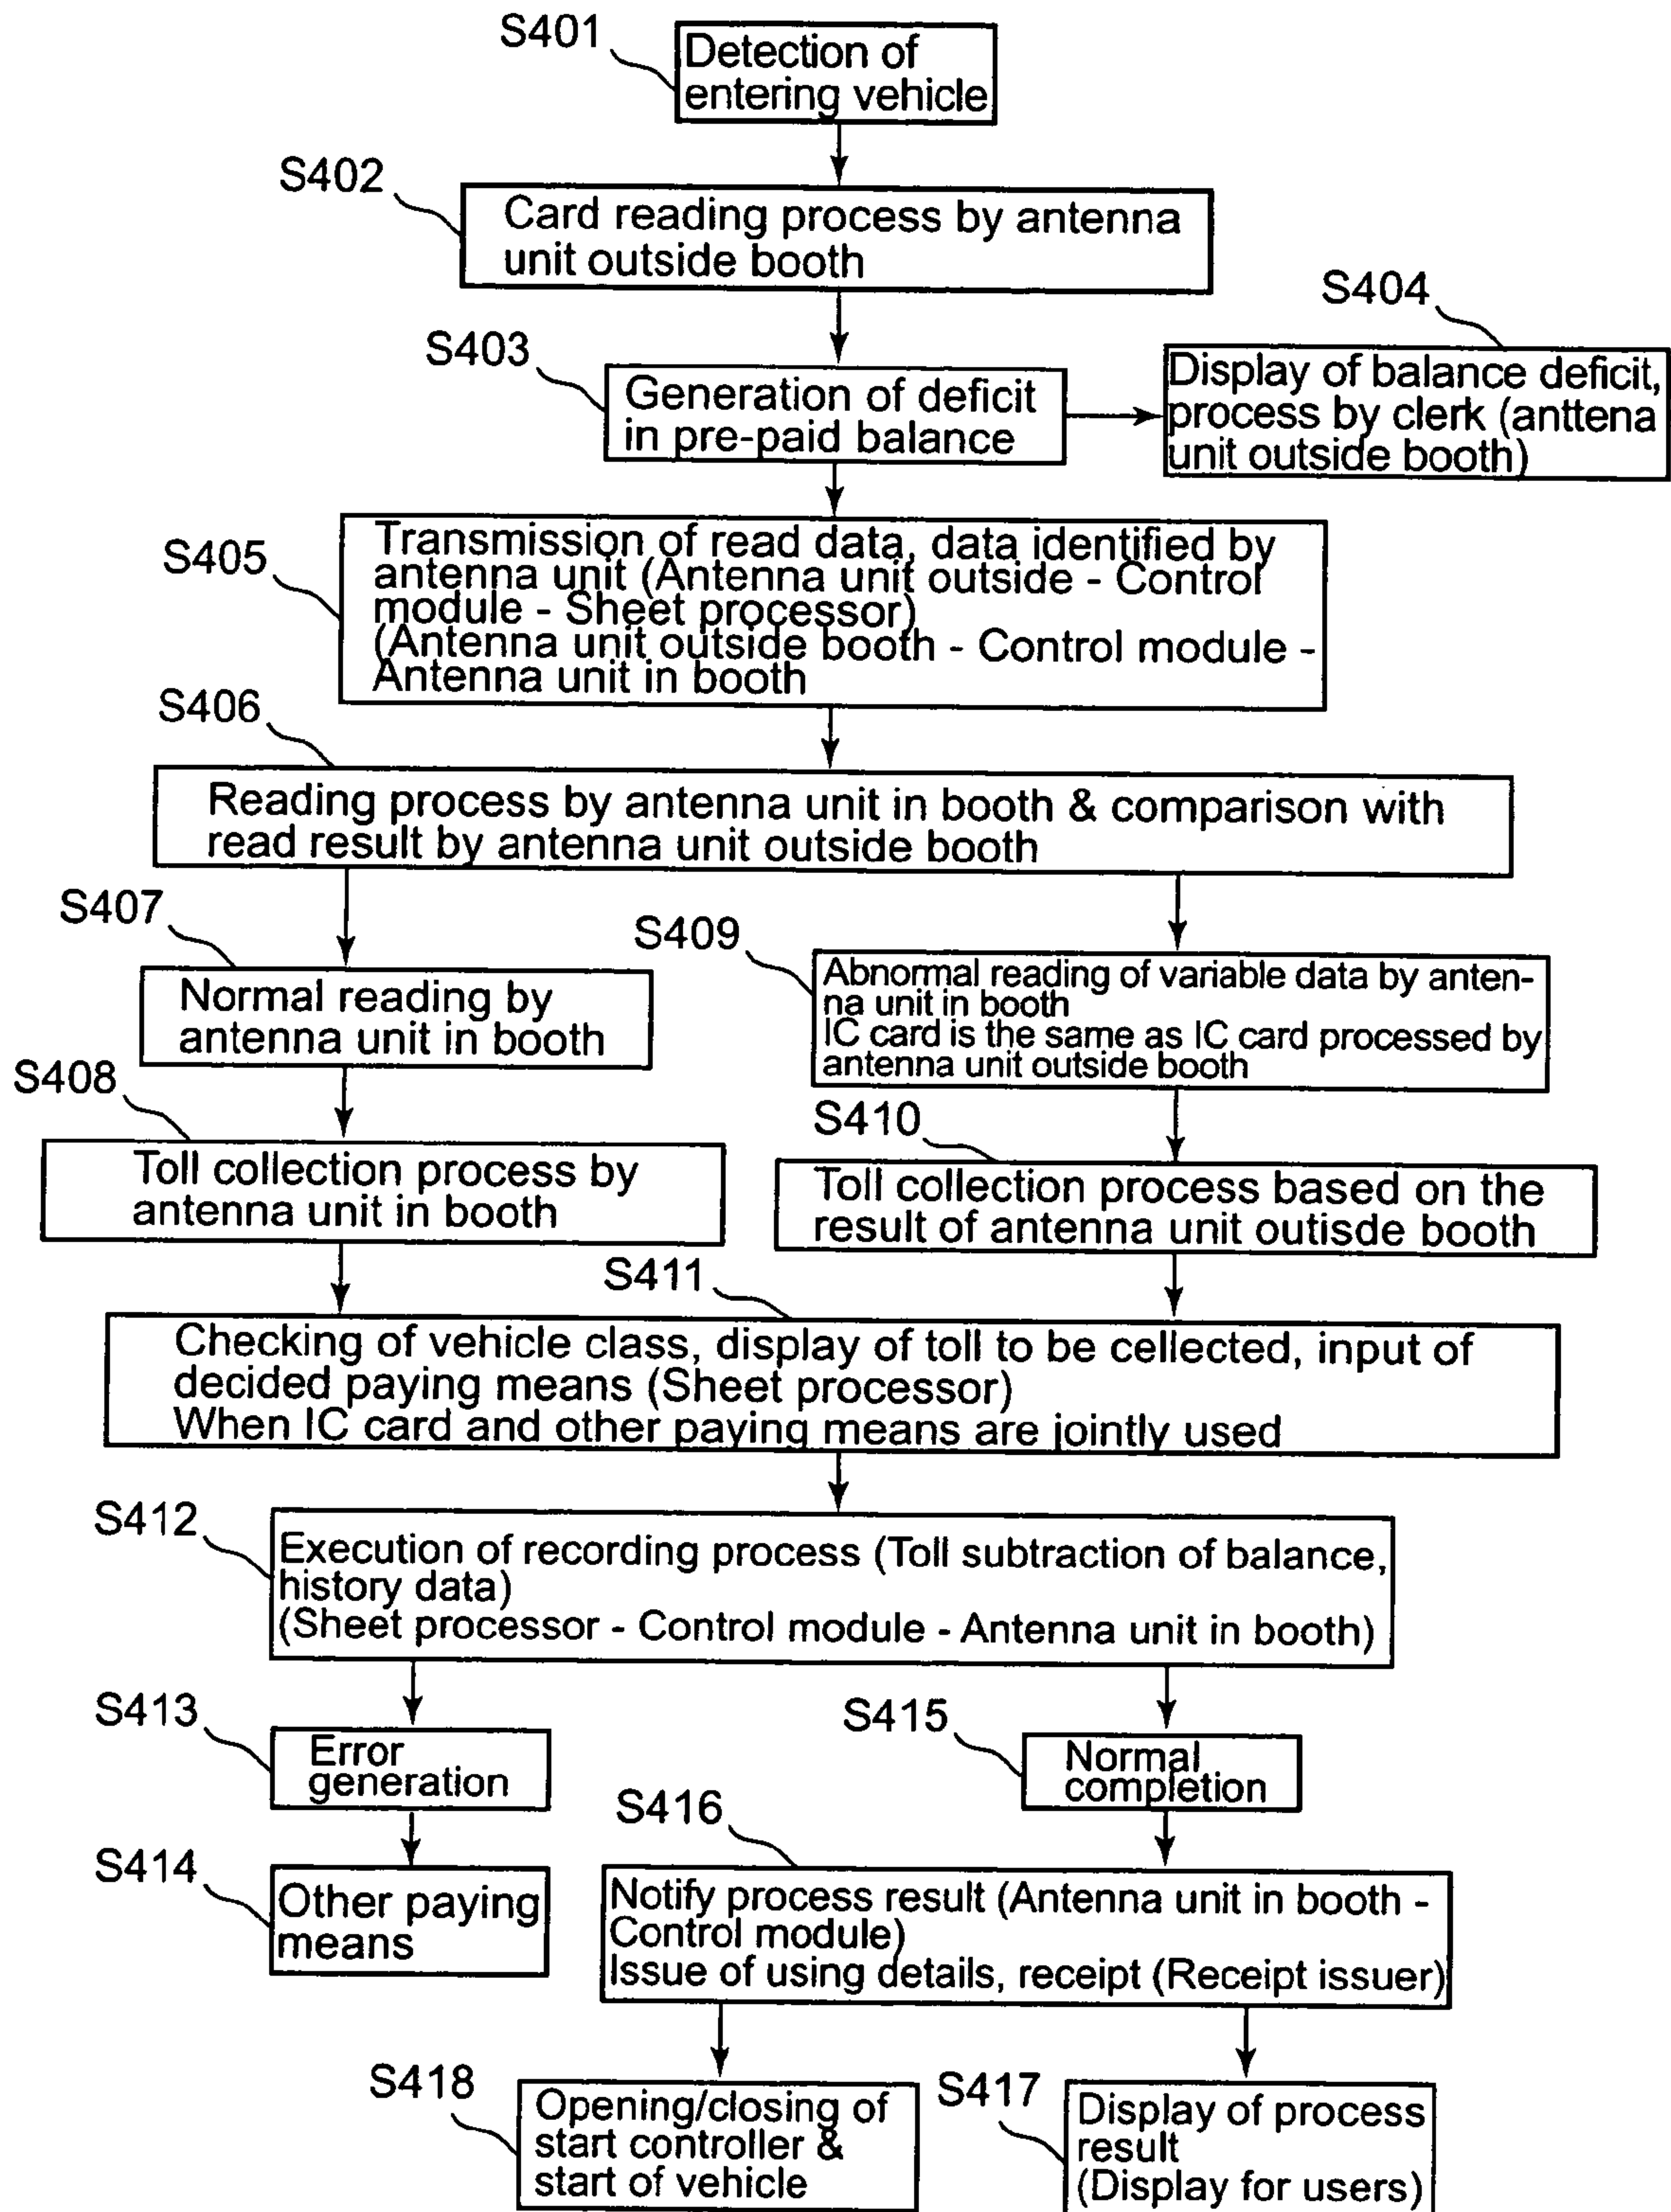 S401
Detection of
entering vehicle
S402
Card reading process by antenna
unit outside booth
S403
Generation of deficit
in pre-paid balance
S404
Display of balance deficit,
process by clerk (anttena
unit outside booth)
S405
Transmission of read data, data identified by
antenna unit (Antenna unit outside - Control
module - Sheet processor)
(Antenna unit outside booth - Control module -
Antenna unit in booth
S406
Reading process by antenna unit in booth & comparison with
read result by antenna unit outside booth
S407
Normal reading by
antenna unit in booth
S409
Abnormal reading of variable data by anten-
na unit in booth
IC card is the same as IC card processed by
antenna unit outside booth
S408
Toll collection process by
antenna unit in booth
S410
Toll collection process based on the
result of antenna unit outisde booth
S411
Checking of vehicle class, display of toll to be cellected, input of
decided paying means (Sheet processor)
When IC card and other paying means are jointly used
S412
Execution of recording process (Toll subtraction of balance,
history data)
(Sheet processor - Control module - Antenna unit in booth)
S413
Error
generation
S415
Normal
completion
S414
Other paying
means
S416
Notify process result (Antenna unit in booth -
Control module)
Issue of using details, receipt (Receipt issuer)
S418
Opening/closing of
start controller &
start of vehicle
S417
Display of process
result
(Display for users)